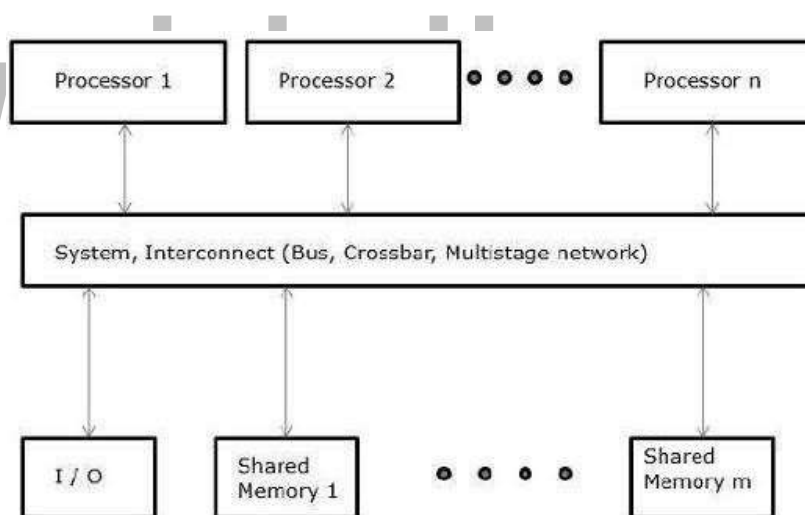 Processor 1
Processor 2
Processor n
System, Interconnect (Bus, Crossbar, Multistage network)
I / O
Shared
Memory 1
Shared
Memory m